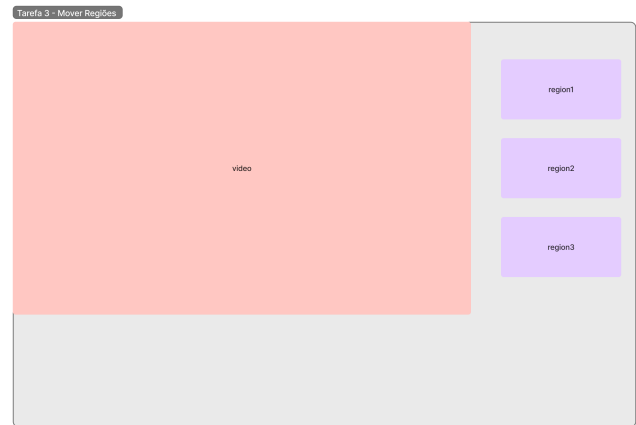 Tarefa 3 - Mover Regiões
video
region1
region2
region3